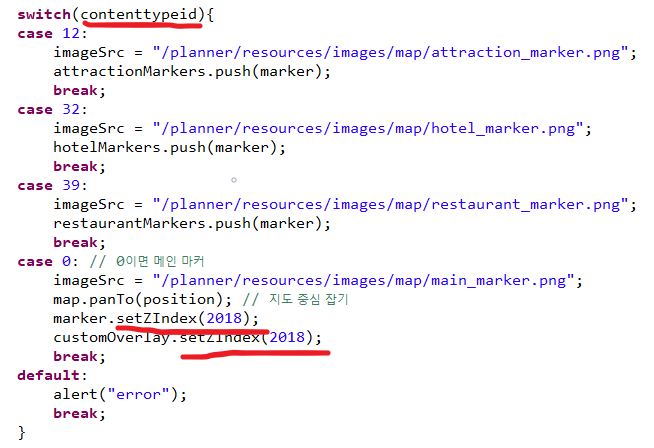 switch(contenttypeid){
case 12:
    imageSrc = "/planner/resources/images/map/attraction_marker.png";
    attractionMarkers.push(marker);
    break;
case 32:
    imageSrc = "/planner/resources/images/map/hotel_marker.png";
    hotelMarkers.push(marker);
    break;
case 39:
    imageSrc = "/planner/resources/images/map/restaurant_marker.png";
    restaurantMarkers.push(marker);
    break;
case 0: // 0이면 메인 마커
    imageSrc = "/planner/resources/images/map/main_marker.png";
    map.panTo(position); // 지도 중심 잡기
    marker.setZIndex(2018);
    customOverlay.setZIndex(2018);
    break;
default:
    alert("error");
    break;
}